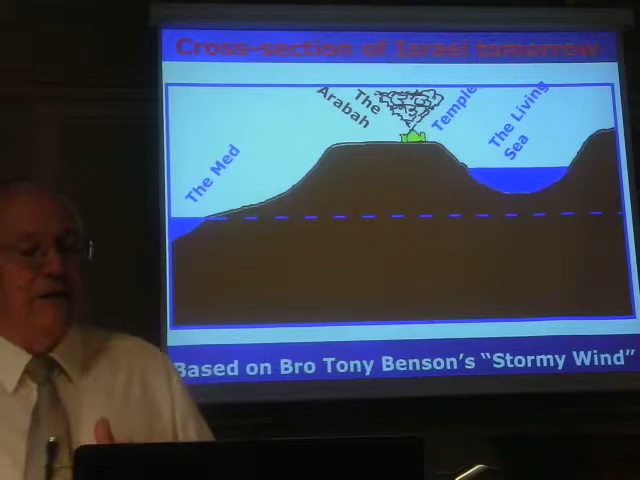 Cross-section of Israel tomorrow
The Med
The
Arabah
Temple
The Living
Sea
Based on Bro Tony Benson's “Stormy Wind”